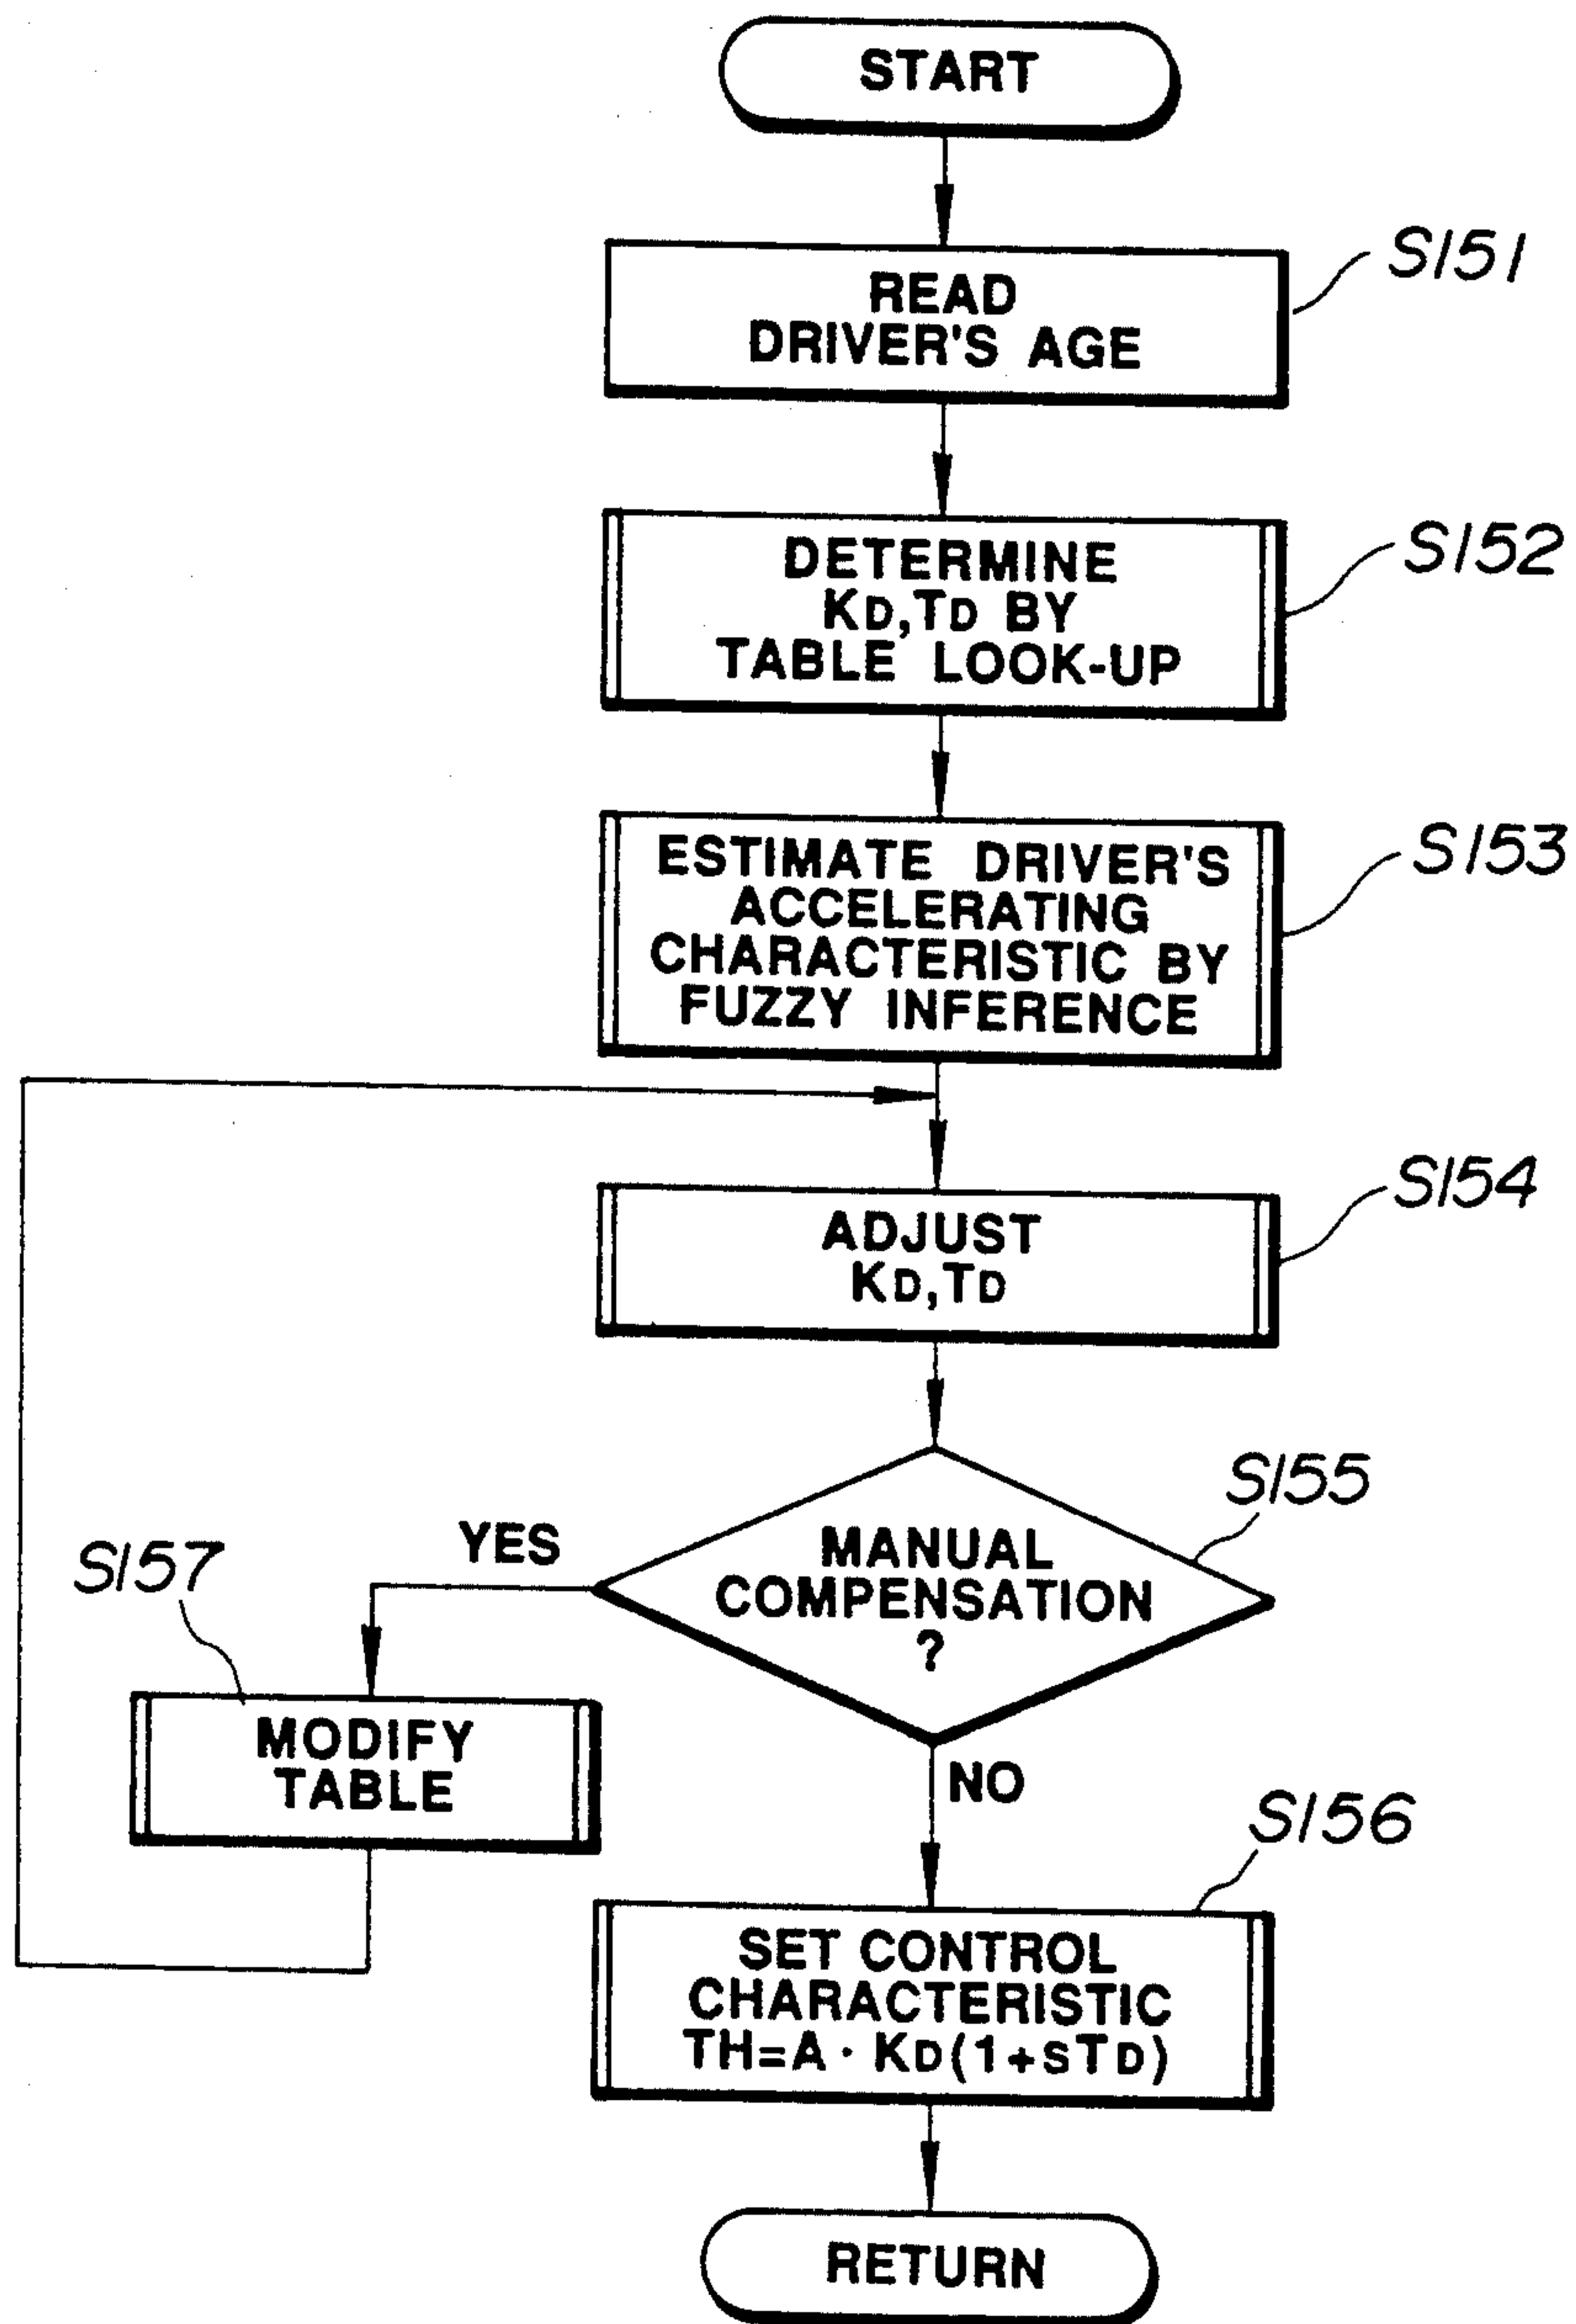 START
READ
DRIVER'S AGE
S151
DETERMINE
KD,TD BY
TABLE LOOK-UP
S152
ESTIMATE DRIVER'S
ACCELERATING
CHARACTERISTIC BY
FUZZY INFERENCE
S153
ADJUST
KD,TD
S154
MANUAL
COMPENSATION
?
S155
YES
S157
MODIFY
TABLE
NO
S156
SET CONTROL
CHARACTERISTIC
TH=A · KD(1+sTD)
RETURN